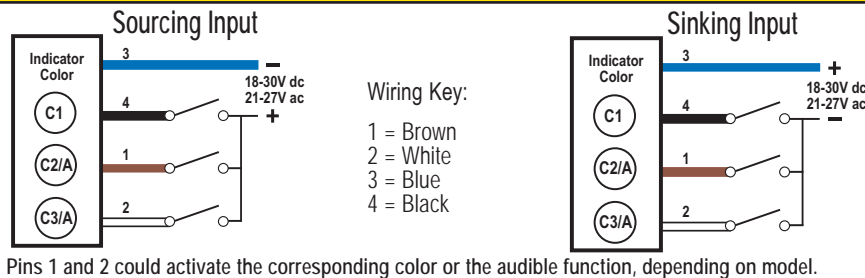 Sourcing Input
Indicator
Color
3
–
18-30V dc
21-27V ac
+
C1
4
C2/A
1
C3/A
2
Wiring Key:
1 = Brown
2 = White
3 = Blue
4 = Black
Sinking Input
Indicator
Color
3
+
18-30V dc
21-27V ac
–
C1
4
C2/A
1
C3/A
2
Pins 1 and 2 could activate the corresponding color or the audible function, depending on model.